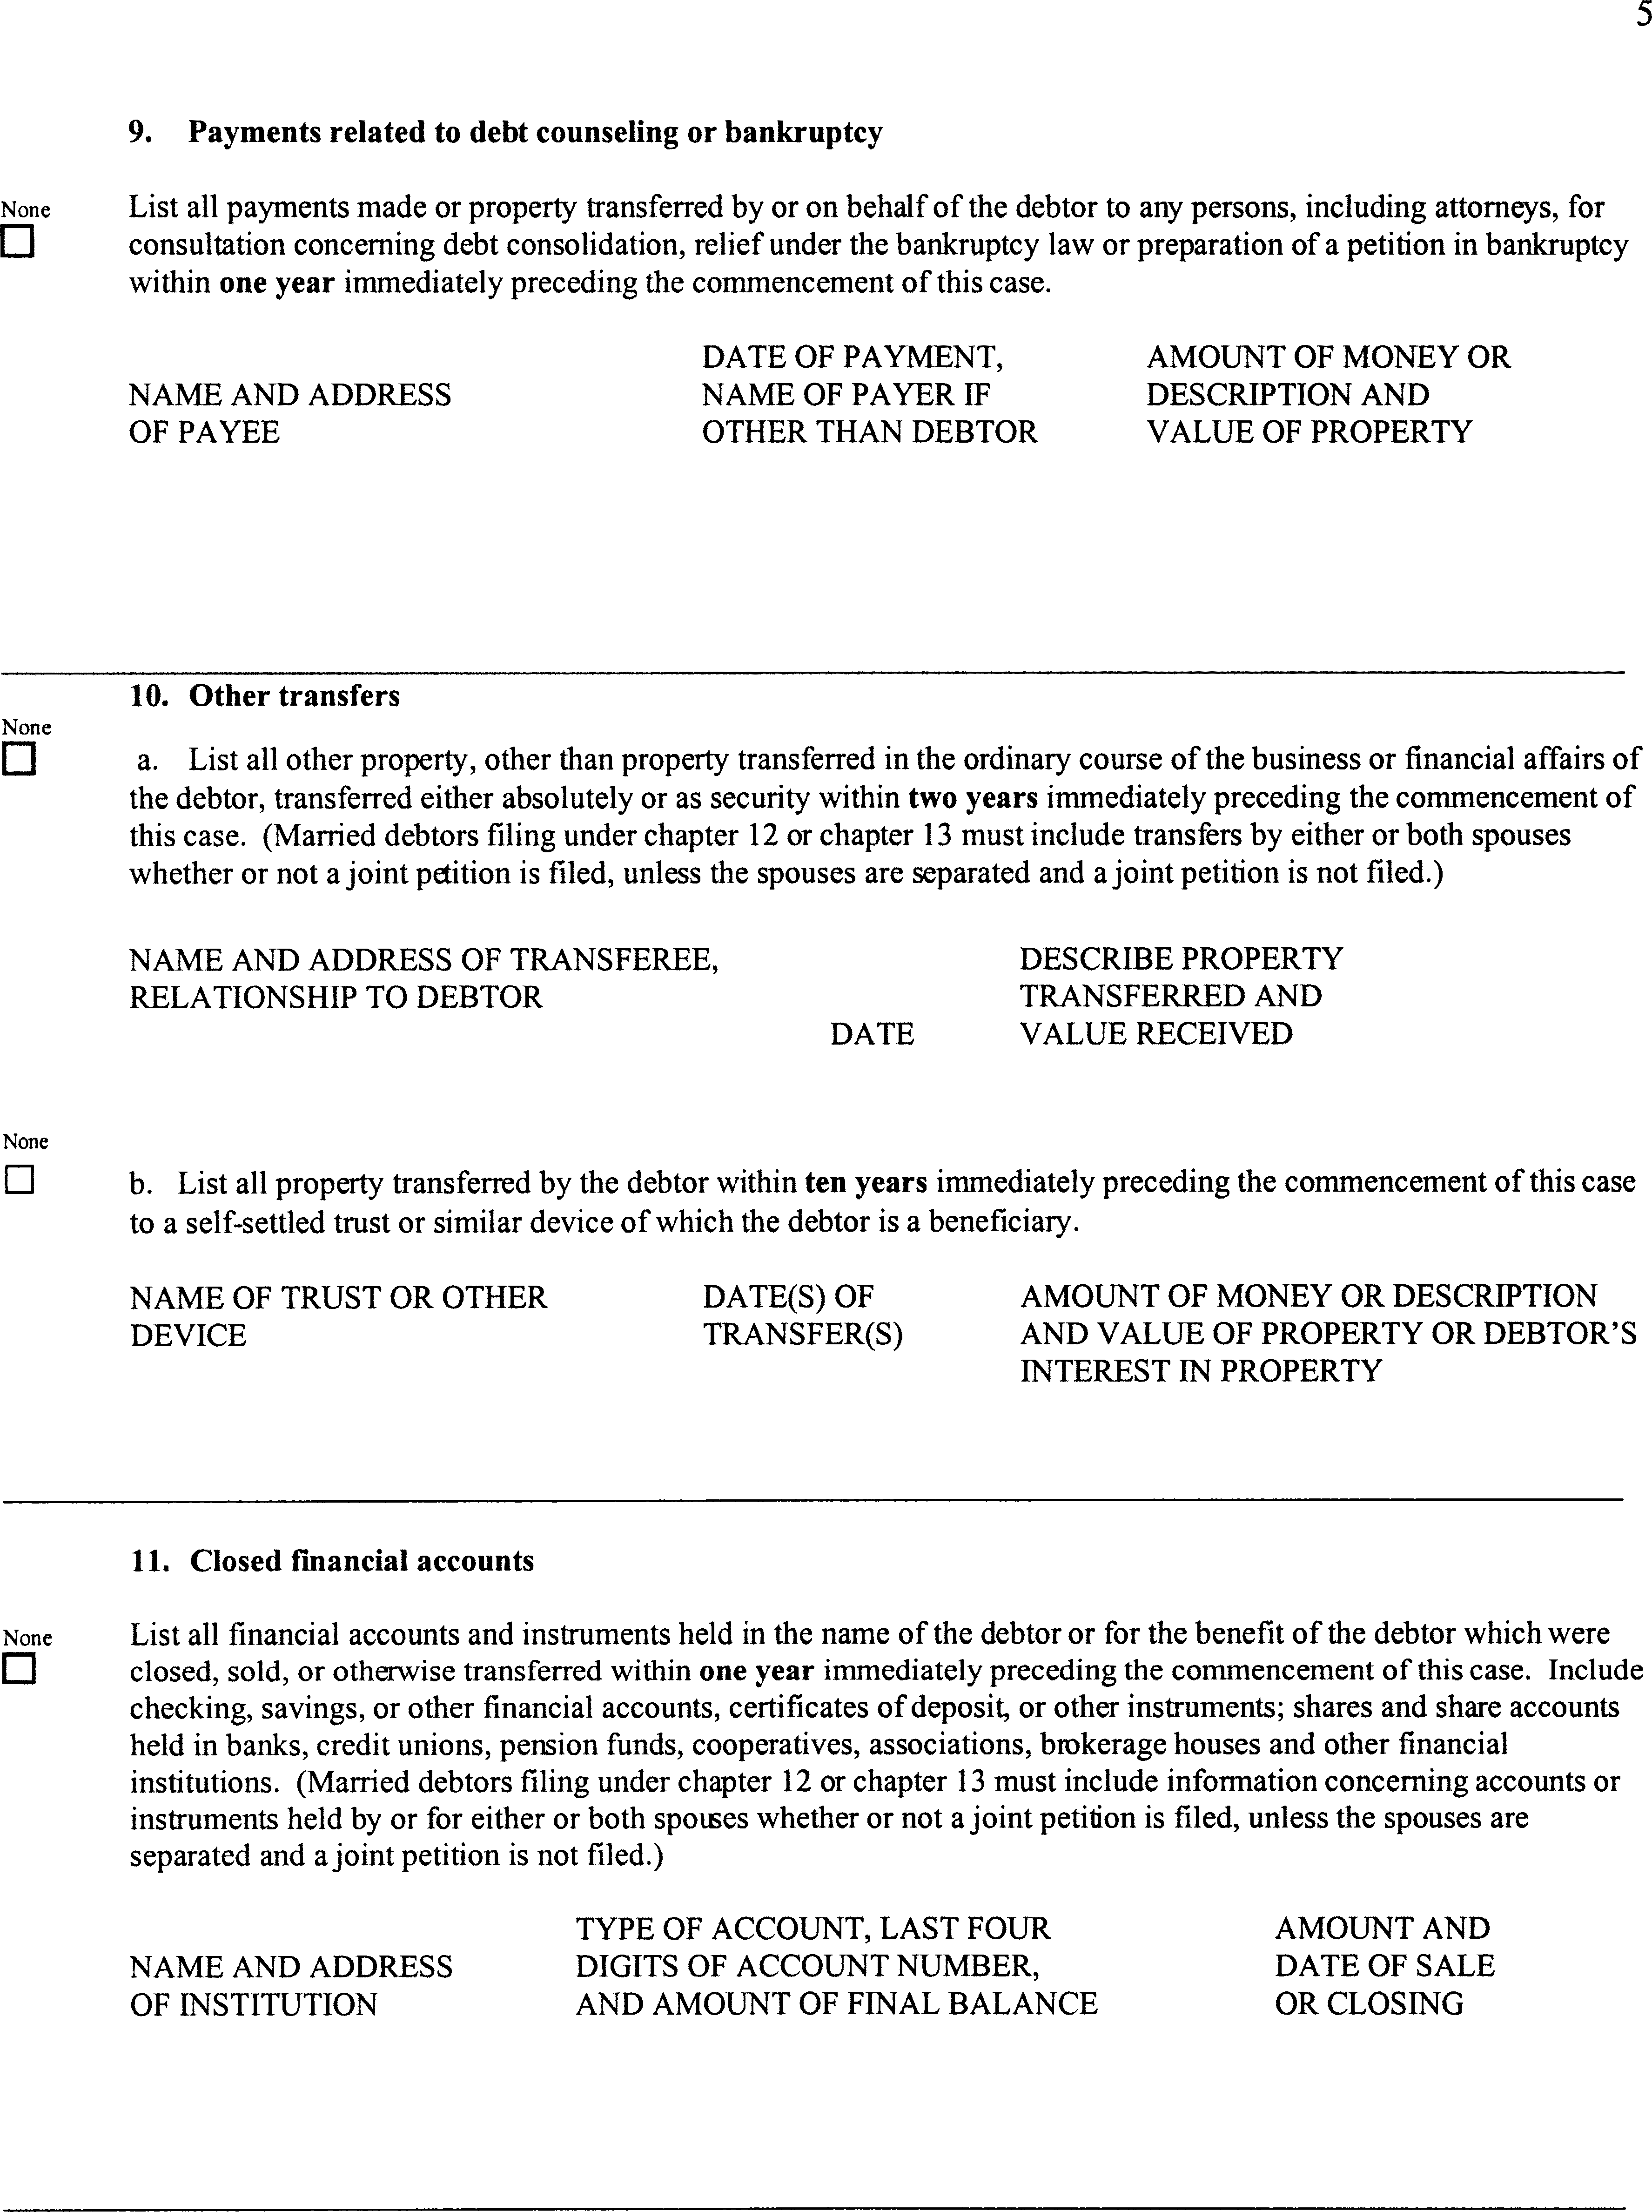 5
9. Payments related to debt counseling or bankruptcy
None
List all payments made or property transferred by or on behalf of the debtor to any persons, including attorneys, for
consultation concerning debt consolidation, relief under the bankruptcy law or preparation of a petition in bankruptcy
within one year immediately preceding the commencement of this case.
DATE OF PAYMENT, AMOUNT OF MONEY OR
NAME AND ADDRESS NAME OF PAYER IF DESCRIPTION AND
OF PAYEE OTHER THAN DEBTOR VALUE OF PROPERTY
10. Other transfers
None
a. List all other property, other than property transferred in the ordinary course of the business or financial affairs of
the debtor, transferred either absolutely or as security within two years immediately preceding the commencement of
this case. (Married debtors filing under chapter 12 or chapter 13 must include transfers by either or both spouses
whether or not a joint petition is filed, unless the spouses are separated and a joint petition is not filed.)
NAME AND ADDRESS OF TRANSFEREE, DESCRIBE PROPERTY
RELATIONSHIP TO DEBTOR TRANSFERRED AND
DATE VALUE RECEIVED
None
b. List all property transferred by the debtor within ten years immediately preceding the commencement of this case
to a self-settled trust or similar device of which the debtor is a beneficiary.
NAME OF TRUST OR OTHER DATE(S) OF AMOUNT OF MONEY OR DESCRIPTION
DEVICE TRANSFER(S) AND VALUE OF PROPERTY OR DEBTOR'S
INTEREST IN PROPERTY
11. Closed financial accounts
None
List all financial accounts and instruments held in the name of the debtor or for the benefit of the debtor which were
closed, sold, or otherwise transferred within one year immediately preceding the commencement of this case. Include
checking, savings, or other financial accounts, certificates of deposit, or other instruments; shares and share accounts
held in banks, credit unions, pension funds, cooperatives, associations, brokerage houses and other financial
institutions. (Married debtors filing under chapter 12 or chapter 13 must include information concerning accounts or
instruments held by or for either or both spouses whether or not a joint petition is filed, unless the spouses are
separated and a joint petition is not filed.)
TYPE OF ACCOUNT, LAST FOUR AMOUNT AND
NAME AND ADDRESS DIGITS OF ACCOUNT NUMBER, DATE OF SALE
OF INSTITUTION AND AMOUNT OF FINAL BALANCE OR CLOSING